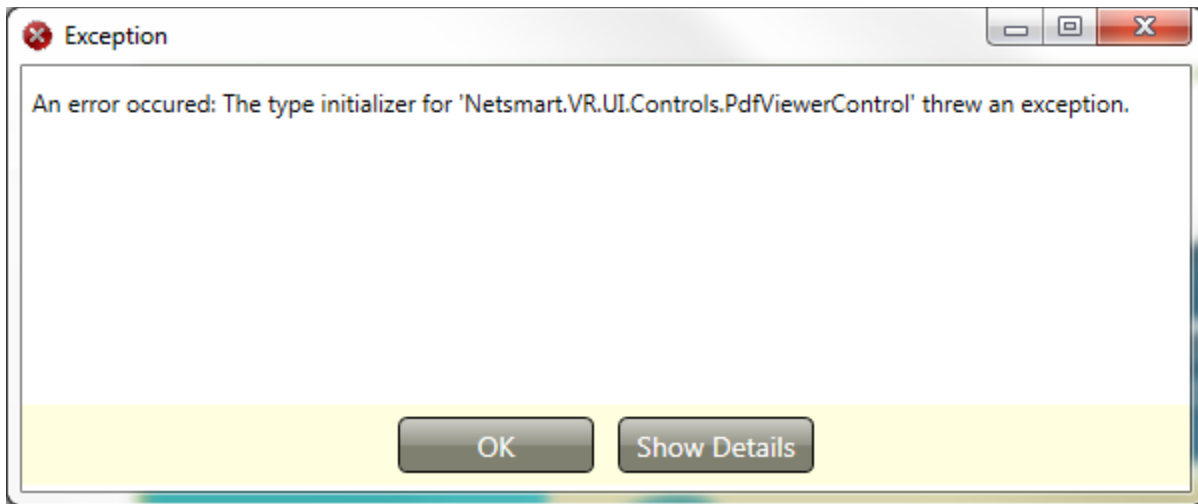 Exception
An error occured: The type initializer for 'Netsmart.VR.UI.Controls.PdfViewerControl' threw an exception.
OK
Show Details